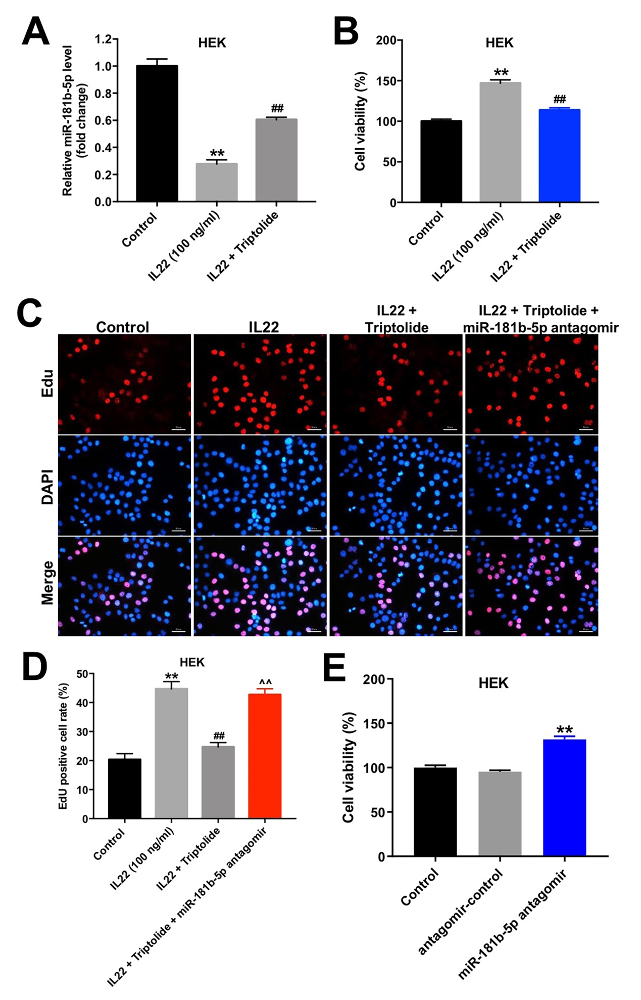 A
HEK
Relative miR-181b-5p level
(fold change)
1.2
1.0
0.8
0.6
0.4
0.2
0.0
**
##
Control
IL22 (100 ng/ml)
IL22 + Triptolide
B
HEK
Cell viability (%)
200
150
100
50
0
**
##
Control
IL22 (100 ng/ml)
IL22 + Triptolide
C
Control
IL22
IL22 +
Triptolide
IL22 + Triptolide +
miR-181b-5p antagomir
Edu
DAPI
Merge
D
HEK
EdU positive cell rate (%)
50
40
30
20
10
0
**
##
^^
Control
IL22 (100 ng/ml)
IL22 + Triptolide
IL22 + Triptolide + miR-181b-5p antagomir
E
HEK
Cell viability (%)
200
150
100
50
0
**
Control
antagomir-control
miR-181b-5p antagomir